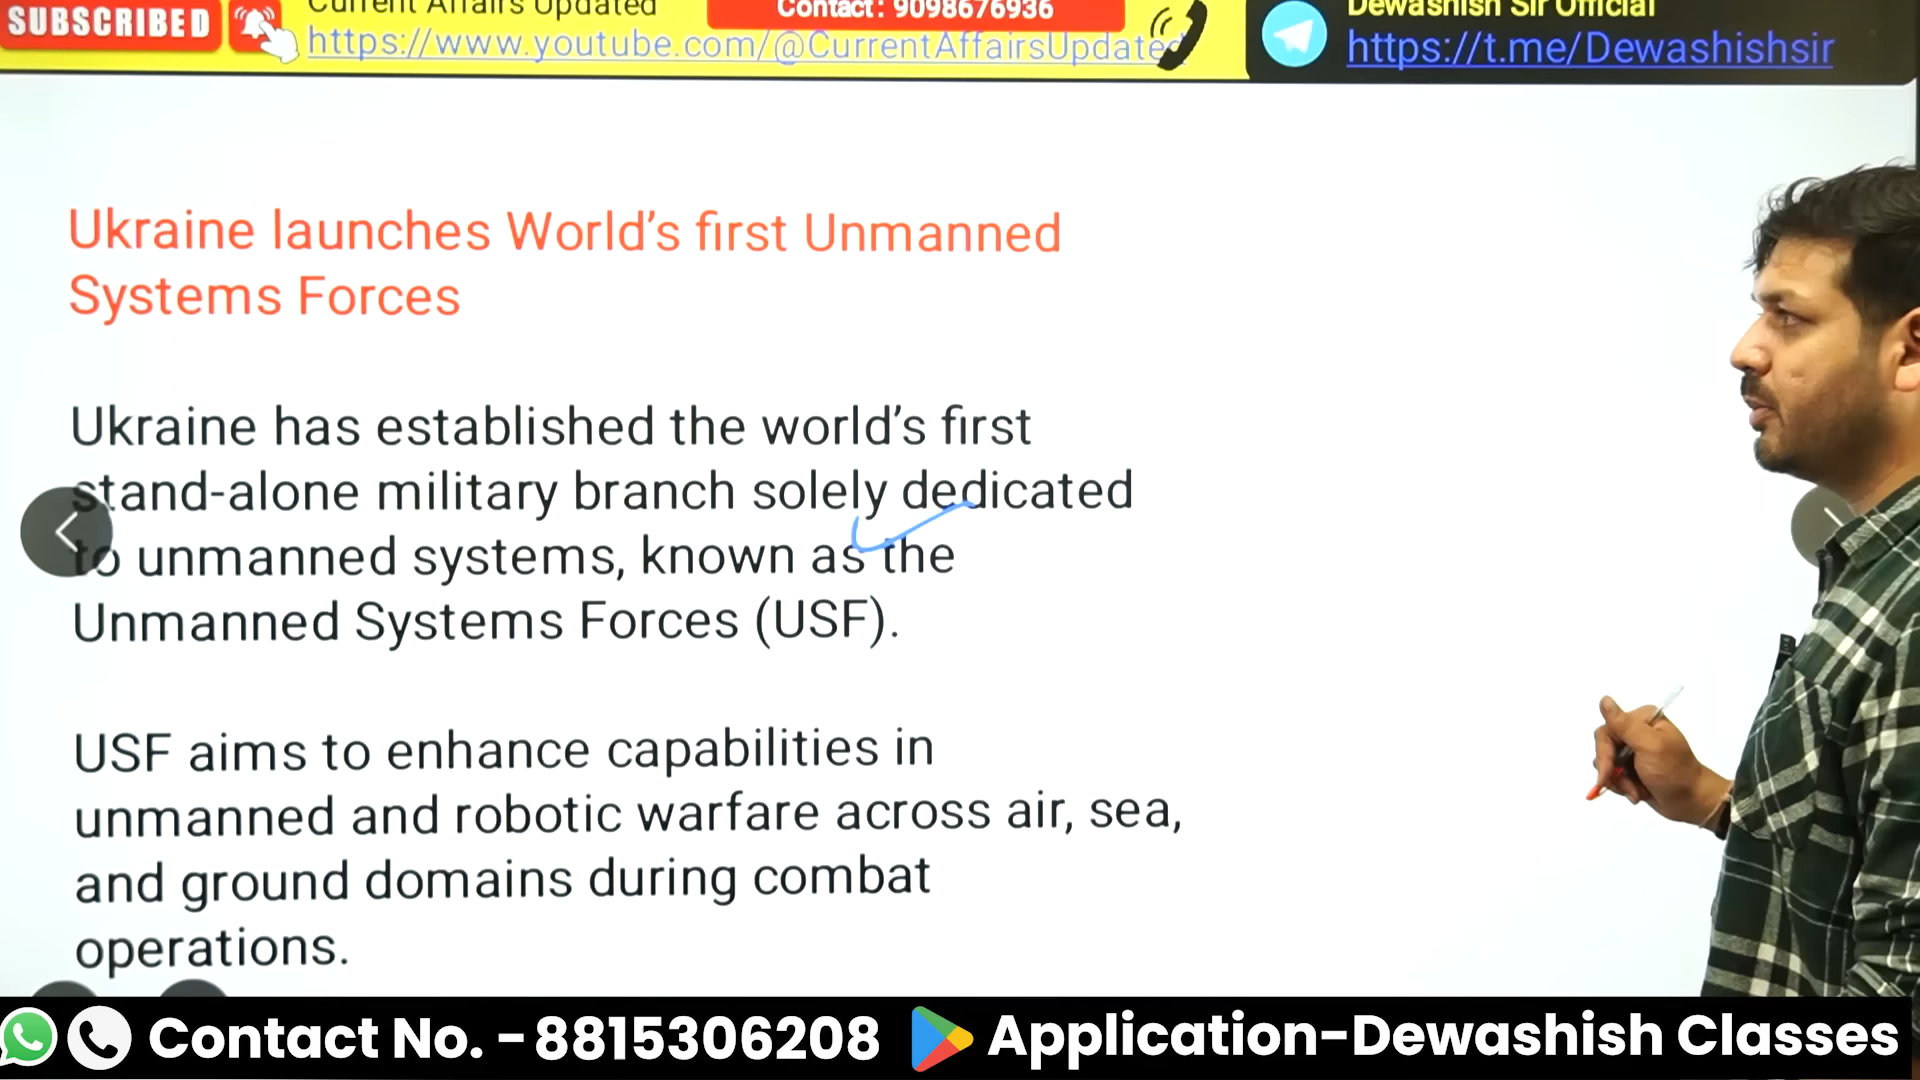 SUBSCRIBED
Current Affairs Updated
https://www.youtube.com/@CurrentAffairsUpdated
Contact: 9098676936
Dewashish Sir Official
https://t.me/Dewashishsir
Ukraine launches World's first Unmanned
Systems Forces
Ukraine has established the world's first
stand-alone military branch solely dedicated
to unmanned systems, known as the
Unmanned Systems Forces (USF).
USF aims to enhance capabilities in
unmanned and robotic warfare across air, sea,
and ground domains during combat
operations.
Contact No. - 8815306208
Application-Dewashish Classes